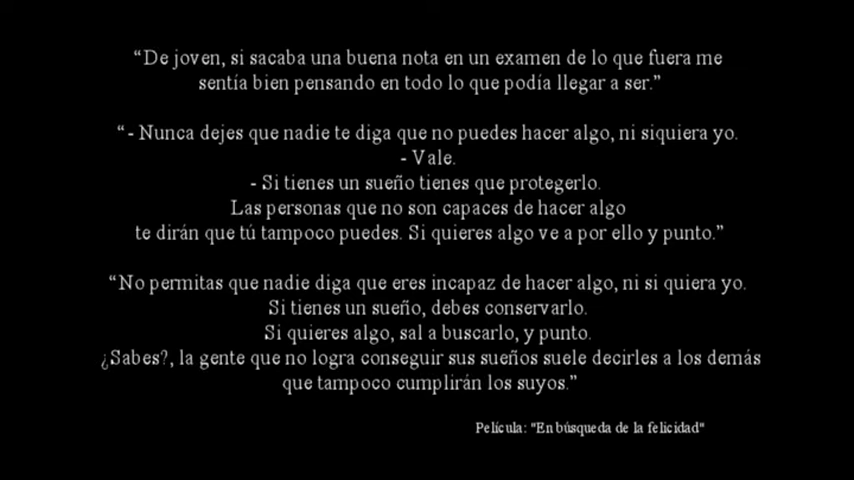 “De joven, si sacaba una buena nota en un examen de lo que fuera me
sentía bien pensando en todo lo que podía llegar a ser.”
“- Nunca dejes que nadie te diga que no puedes hacer algo, ni siquiera yo.
- Vale.
- Si tienes un sueño tienes que protegerlo.
Las personas que no son capaces de hacer algo
te dirán que tú tampoco puedes. Si quieres algo ve a por ello y punto.”
“No permitas que nadie diga que eres incapaz de hacer algo, ni si quiera yo.
Si tienes un sueño, debes conservarlo.
Si quieres algo, sal a buscarlo, y punto.
¿Sabes?, la gente que no logra conseguir sus sueños suele decirles a los demás
que tampoco cumplirán los suyos.”
Película: "En búsqueda de la felicidad"